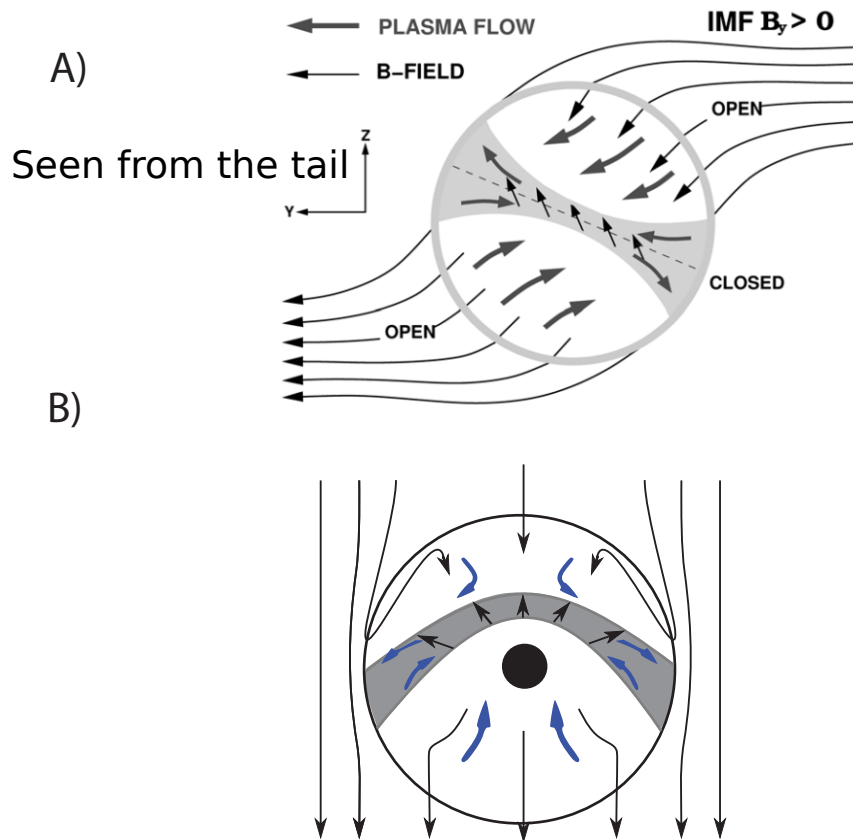 PLASMA FLOW
IMF By > 0
A)
B–FIELD
OPEN
Z
Seen from the tail
Y
CLOSED
OPEN
B)